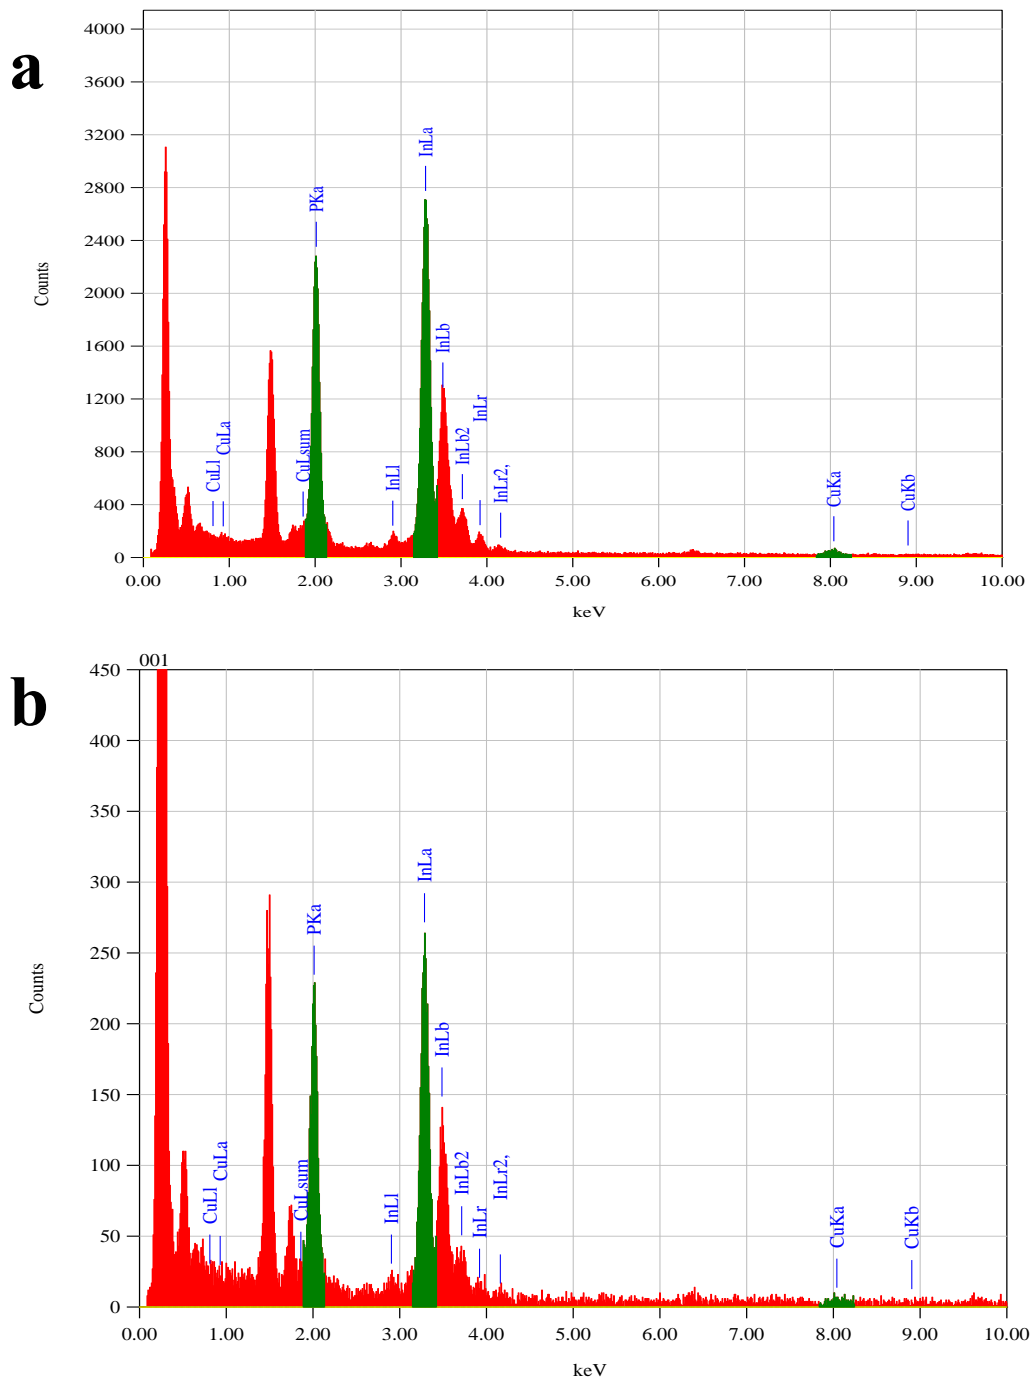 a
4000
3600
3200
2800
2400
2000
1600
1200
800
400
0
Counts
CuLl
CuLa
CuLsum
PKa
InLl
InLa
InLb
InLb2
InLr
InLr2,
CuKa
CuKb
0.00 1.00 2.00 3.00 4.00 5.00 6.00 7.00 8.00 9.00 10.00
keV
b
001
450
400
350
300
250
200
150
100
50
0
Counts
CuLl
CuLa
CuLsum
PKa
InLl
InLa
InLb
InLb2
InLr
InLr2,
CuKa
CuKb
0.00 1.00 2.00 3.00 4.00 5.00 6.00 7.00 8.00 9.00 10.00
keV